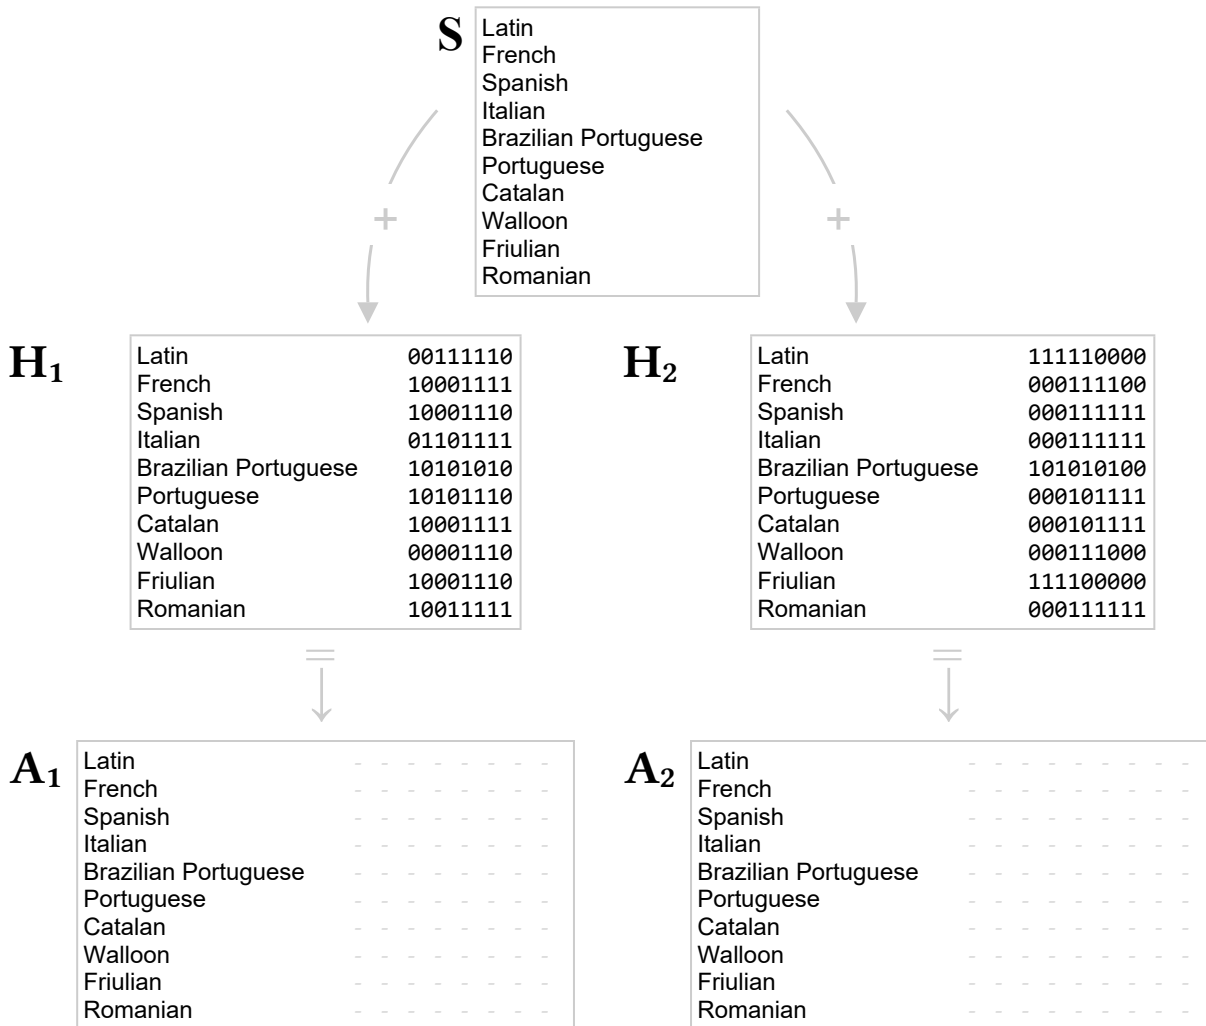 S
Latin
French
Spanish
Italian
Brazilian Portuguese
Portuguese
Catalan
Walloon
Friulian
Romanian
+ +
H₁
Latin 00111110
French 10001111
Spanish 10001110
Italian 01101111
Brazilian Portuguese 10101010
Portuguese 10101110
Catalan 10001111
Walloon 00001110
Friulian 10001110
Romanian 10011111
H₂
Latin 111110000
French 000111100
Spanish 000111111
Italian 000111111
Brazilian Portuguese 101010100
Portuguese 000101111
Catalan 000101111
Walloon 000111000
Friulian 111100000
Romanian 000111111
A₁
Latin - - - - - - - -
French - - - - - - - -
Spanish - - - - - - - -
Italian - - - - - - - -
Brazilian Portuguese - - - - - - - -
Portuguese - - - - - - - -
Catalan - - - - - - - -
Walloon - - - - - - - -
Friulian - - - - - - - -
Romanian - - - - - - - -
A₂
Latin - - - - - - - - -
French - - - - - - - - -
Spanish - - - - - - - - -
Italian - - - - - - - - -
Brazilian Portuguese - - - - - - - - -
Portuguese - - - - - - - - -
Catalan - - - - - - - - -
Walloon - - - - - - - - -
Friulian - - - - - - - - -
Romanian - - - - - - - - -